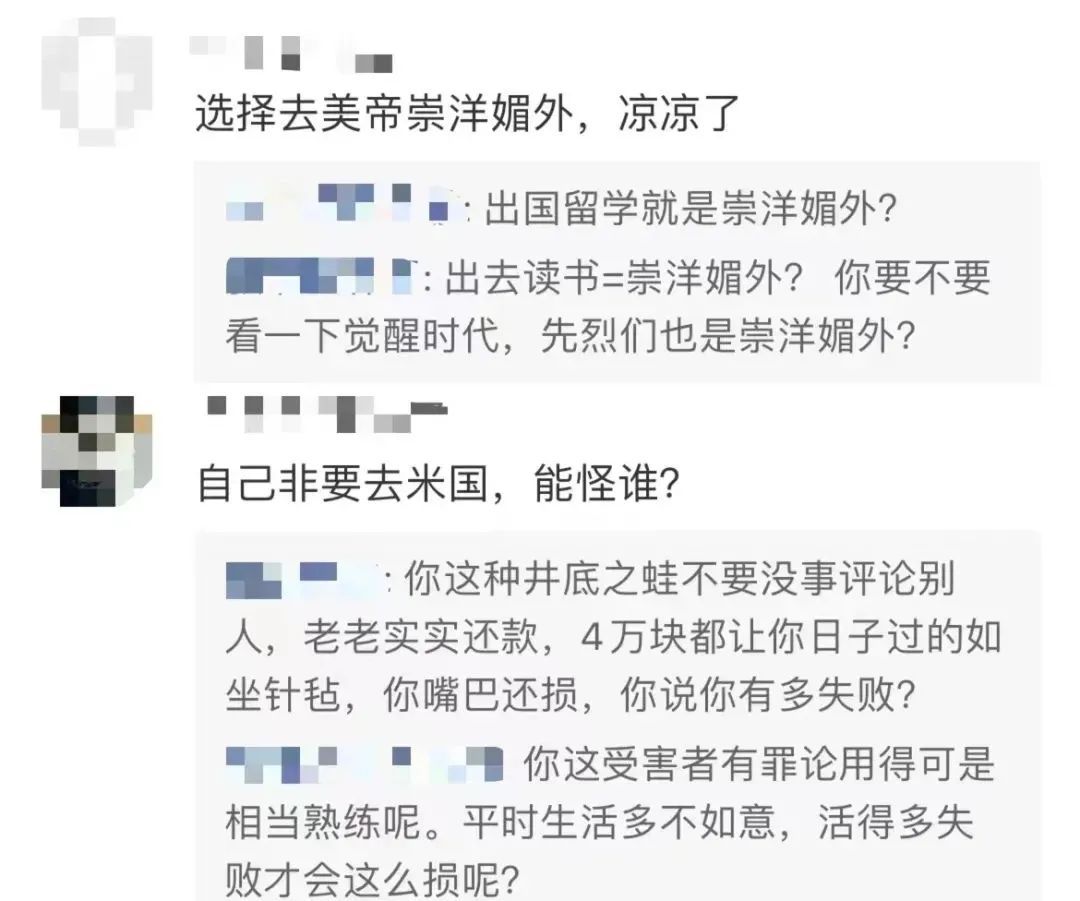 选择去美帝崇洋媚外，凉凉了
：出国留学就是崇洋媚外？
：出去读书=崇洋媚外？ 你要不要
看一下觉醒时代，先烈们也是崇洋媚外？
自己非要去米国，能怪谁？
：你这种井底之蛙不要没事评论别
人，老老实实还款，4万块都让你日子过的如
坐针毡，你嘴巴还损，你说你有多失败？
你这受害者有罪论用得可是
相当熟练呢。平时生活多不如意，活得多失
败才会这么损呢？